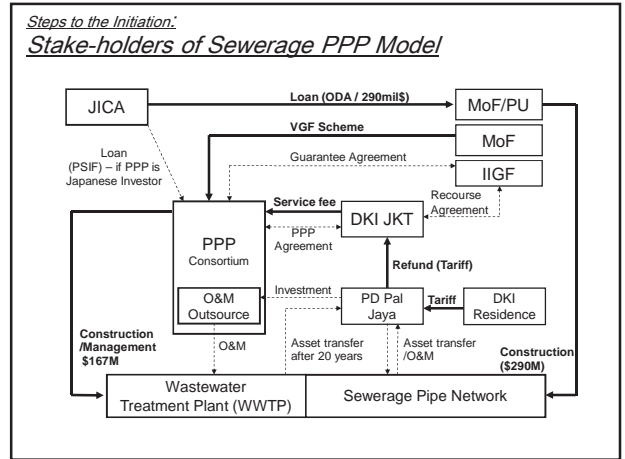 Steps to the Initiation:
Stake-holders of Sewerage PPP Model
JICA
Loan (ODA / 290mil$)
MoF/PU
VGF Scheme
MoF
Loan
(PSIF) – if PPP is
Japanese Investor
Guarantee Agreement
IIGF
Recourse
Agreement
Service fee
DKI JKT
PPP
Consortium
PPP
Agreement
Refund (Tariff)
Investment
O&M
Outsource
PD Pal
Jaya
Tariff
DKI
Residence
Construction
/Management
$167M
O&M
Asset transfer
after 20 years
Asset transfer
/O&M
Construction
($290M)
Wastewater
Treatment Plant (WWTP)
Sewerage Pipe Network